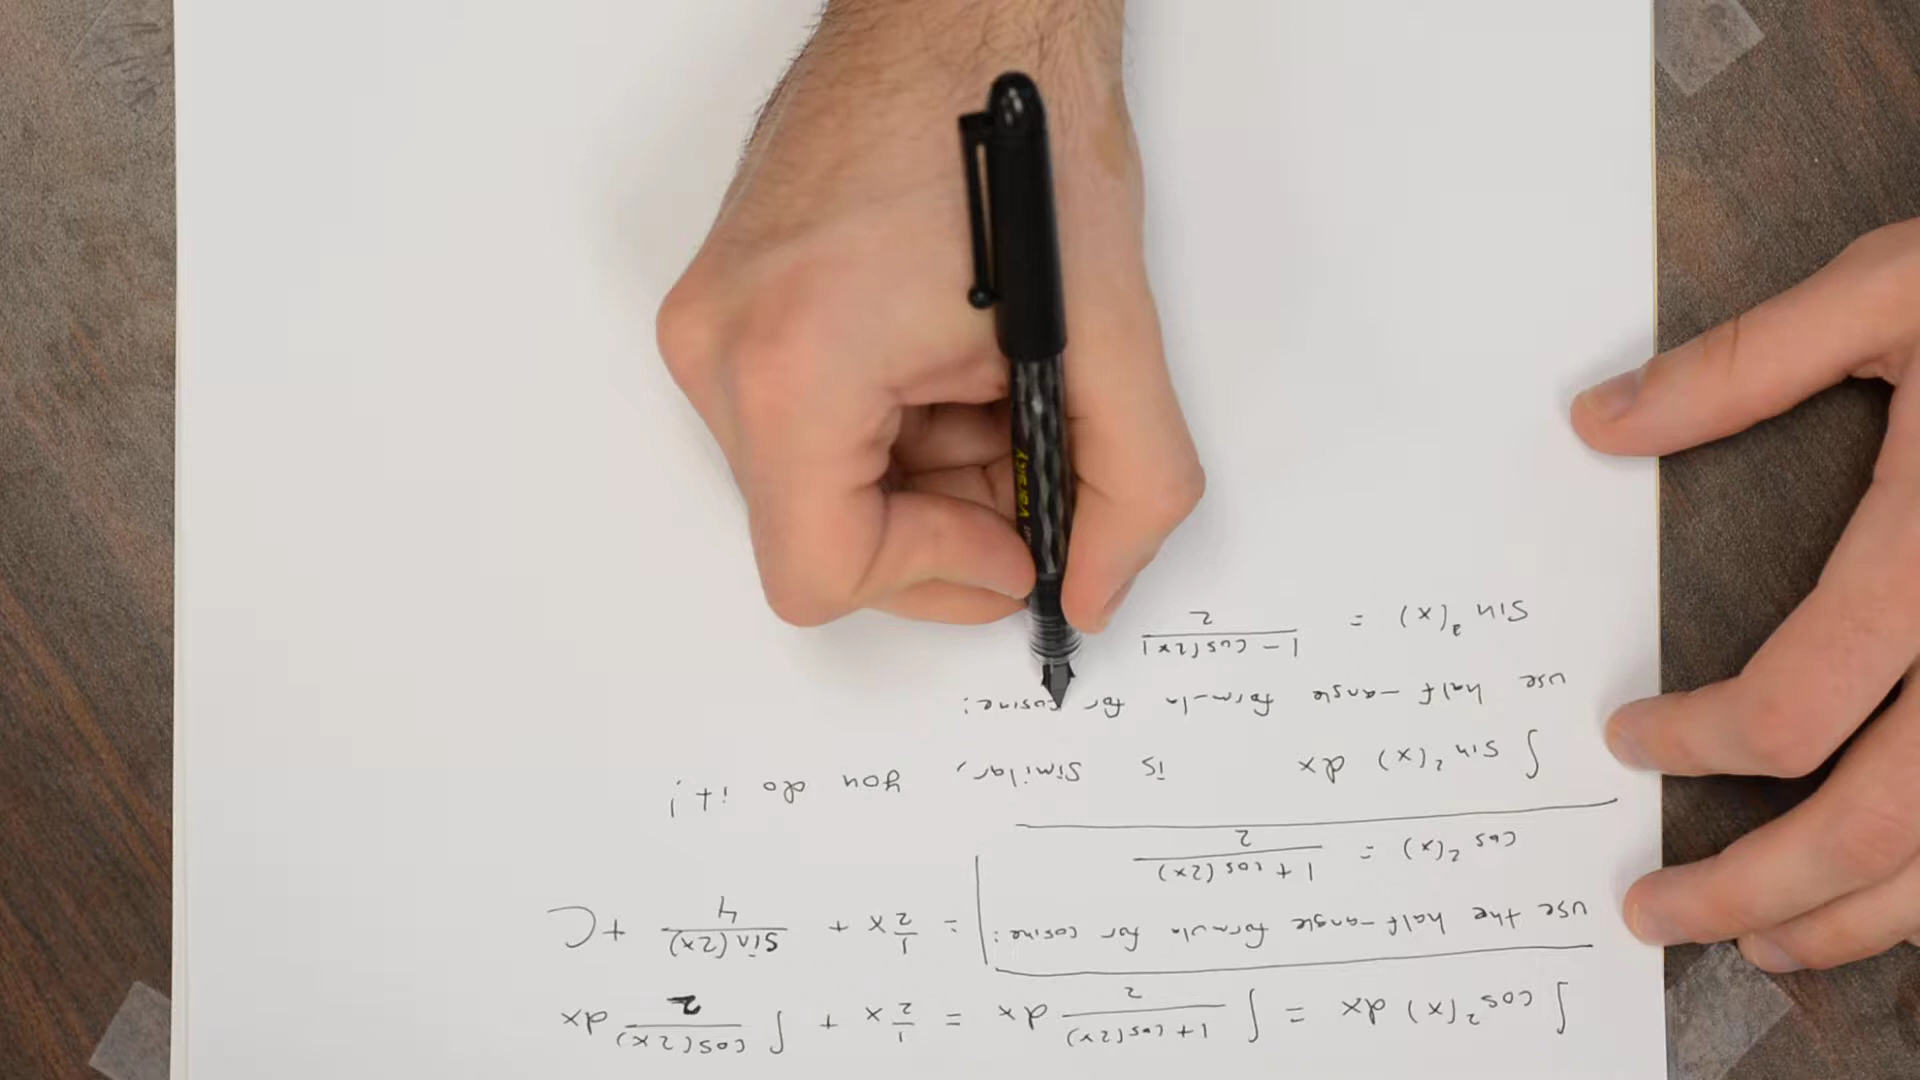 ∫ cos²(x) dx = ∫ 1 + cos(2x) / 2 dx = 1/2 x + ∫ cos(2x) / 2 dx
use the half-angle formula for cosine: = 1/2 x + sin(2x) / 4 + C
cos²(x) = 1 + cos(2x) / 2
∫ sin²(x) dx is similar, you do it!
use half-angle formula for cosine:
sin²(x) = 1 - cos(2x) / 2